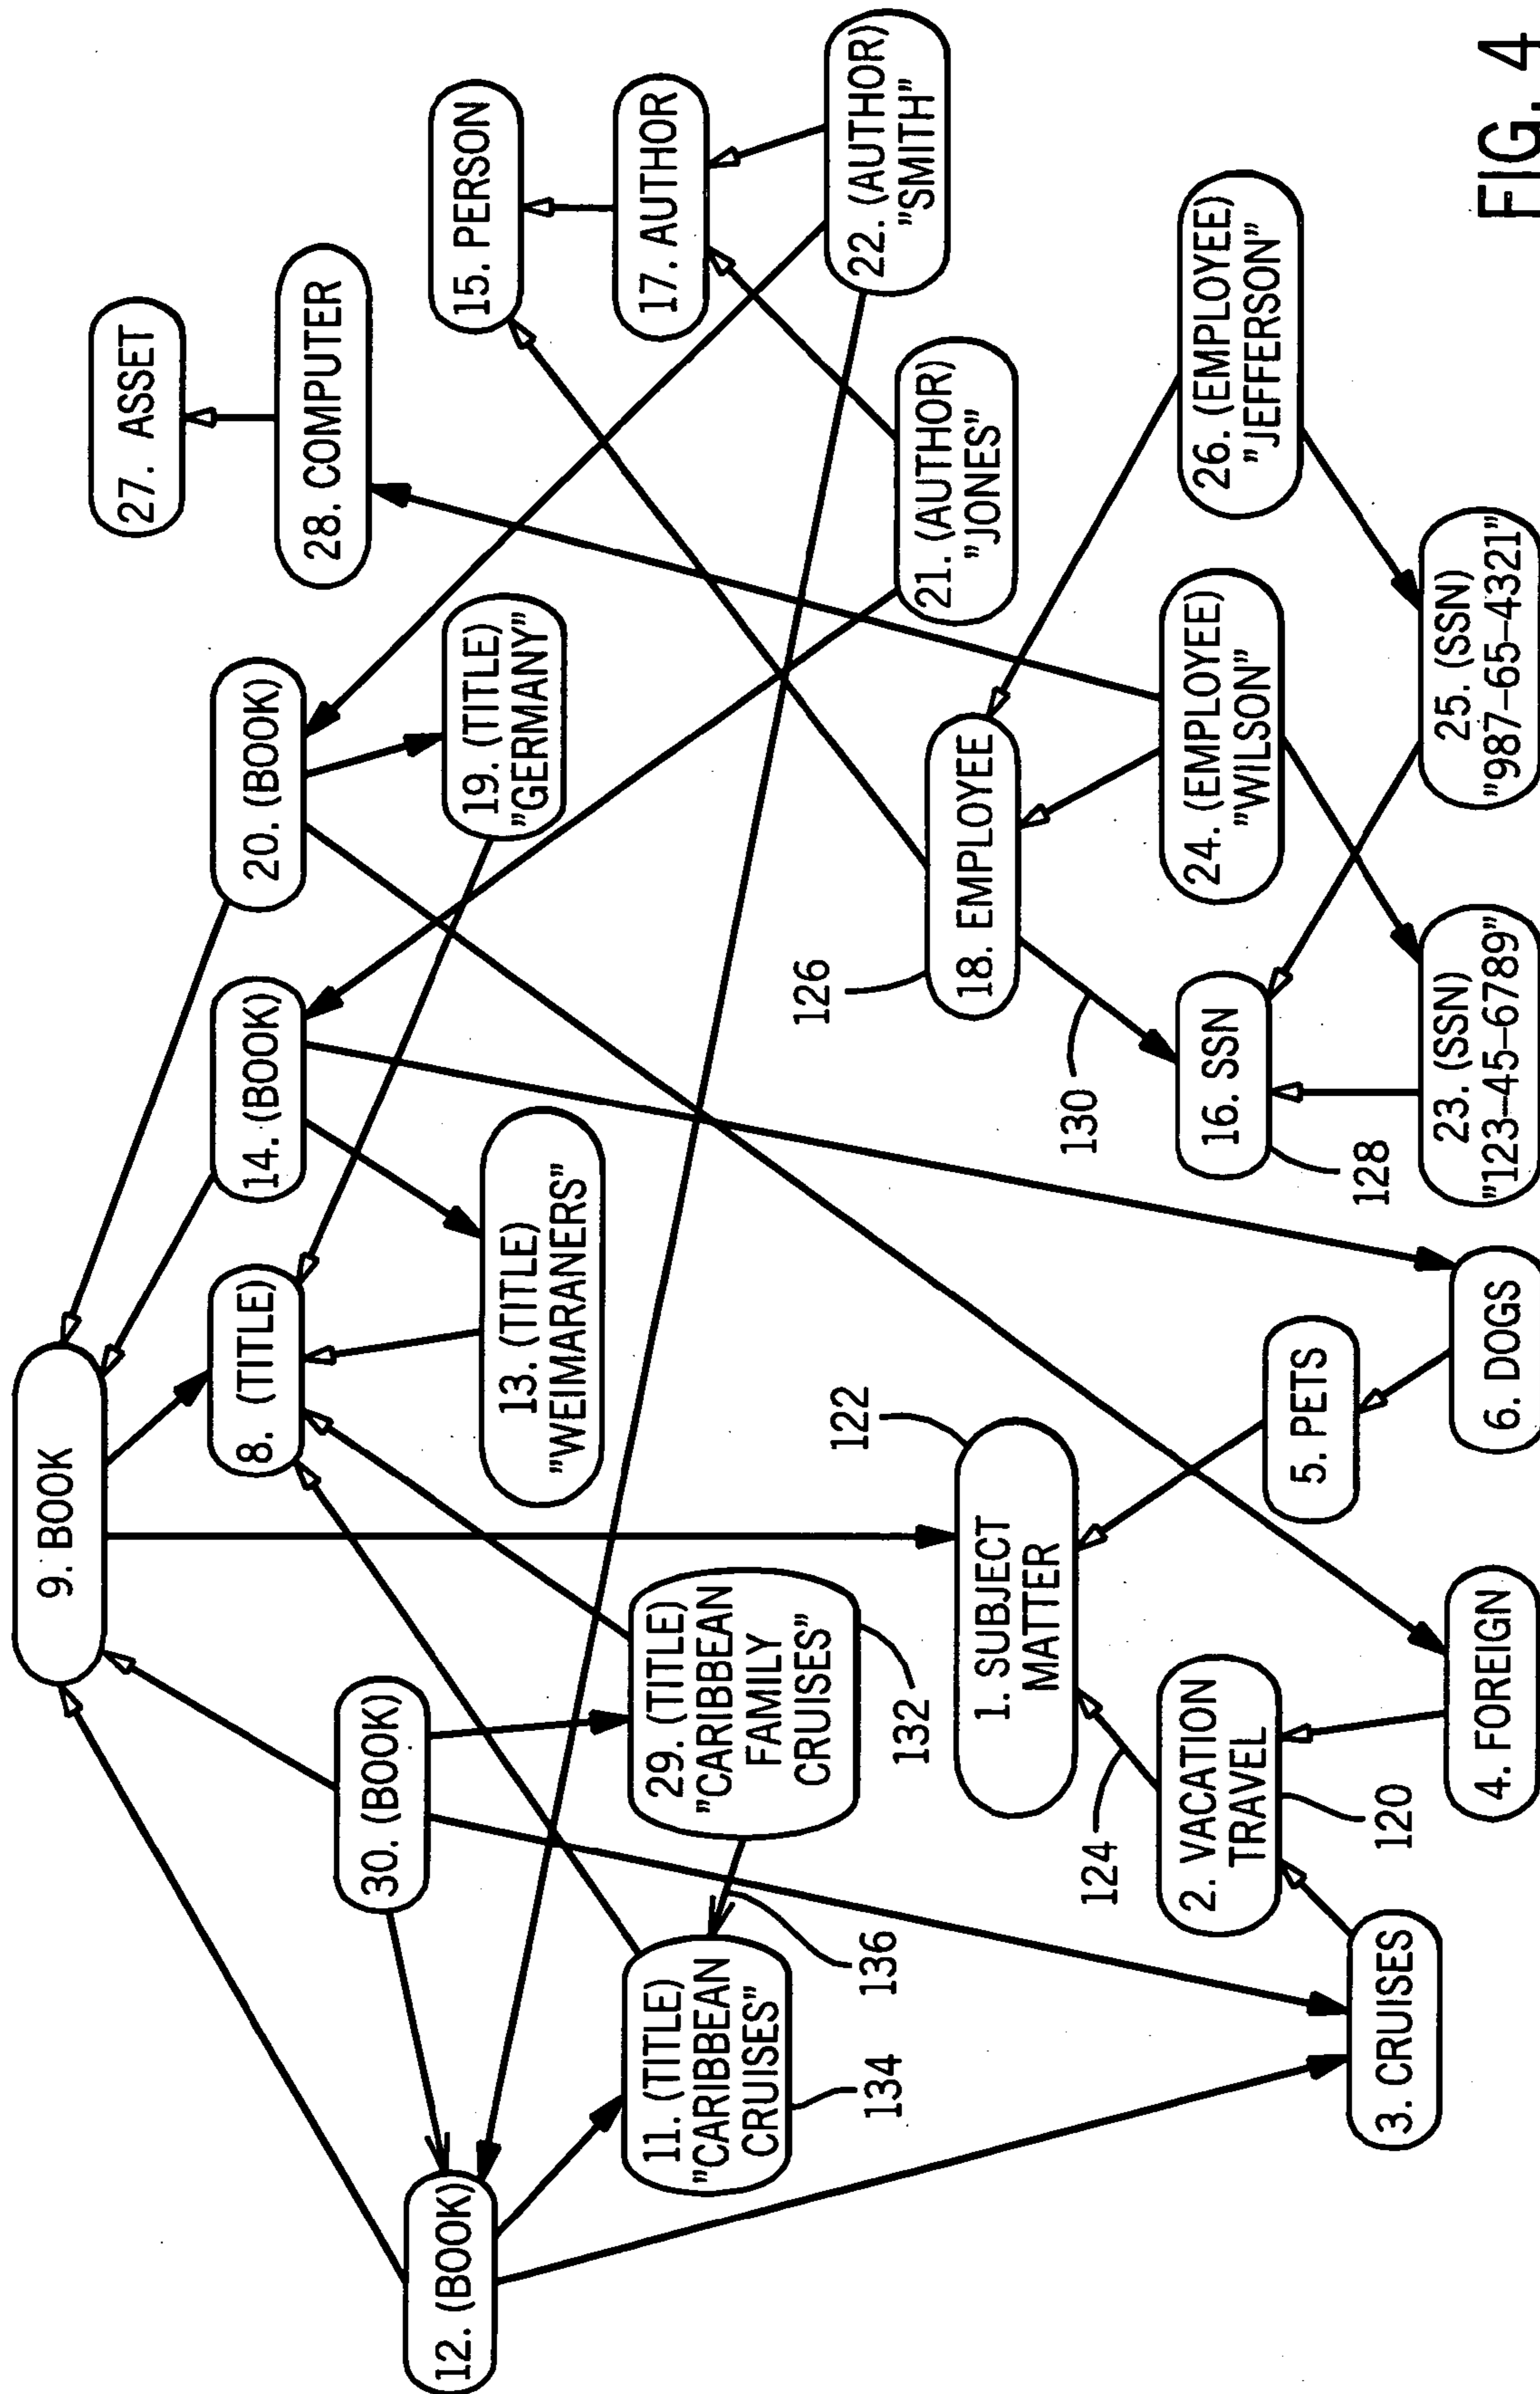 9. BOOK
27. ASSET
12. (BOOK)
30. (BOOK)
8. (TITLE)
14. (BOOK)
20. (BOOK)
28. COMPUTER
15. PERSON
19. (TITLE)
"GERMANY"
13. (TITLE)
"WEIMARANERS"
17. AUTHOR
11. (TITLE)
"CARIBBEAN
CRUISES"
29. (TITLE)
"CARIBBEAN
FAMILY
CRUISES"
134
136
132
122
126
21. (AUTHOR)
"JONES"
22. (AUTHOR)
"SMITH"
1. SUBJECT
MATTER
18. EMPLOYEE
124
130
2. VACATION
TRAVEL
16. SSN
24. (EMPLOYEE)
"WILSON"
26. (EMPLOYEE)
"JEFFERSON"
5. PETS
120
128
3. CRUISES
4. FOREIGN
6. DOGS
23. (SSN)
"123-45-6789"
25. (SSN)
"987-65-4321"
FIG. 4